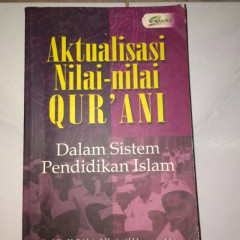 Aktualisasi
Nilai-nilai
QUR'ANI
Dalam Sistem
Pendidikan Islam